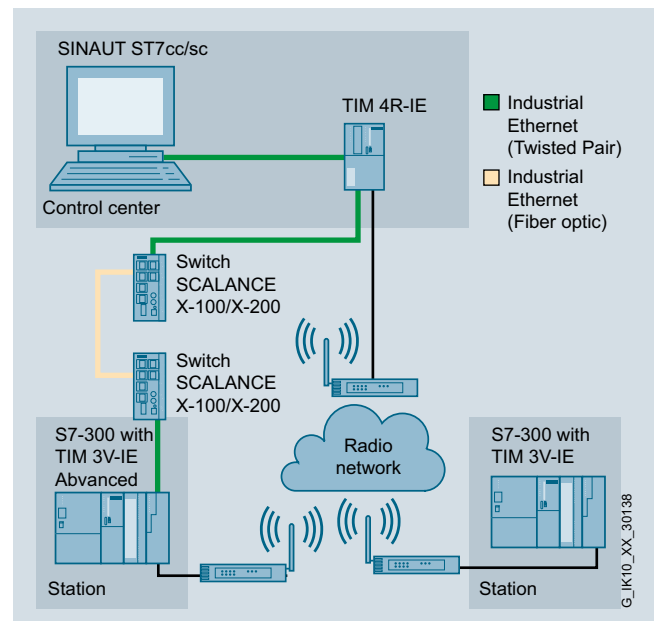 SINAUT ST7cc/sc
TIM 4R-IE
Control center
Industrial
Ethernet
(Twisted Pair)
Industrial
Ethernet
(Fiber optic)
Switch
SCALANCE
X-100/X-200
Switch
SCALANCE
X-100/X-200
S7-300 with
TIM 3V-IE
Abvanced
Station
Radio
network
S7-300 with
TIM 3V-IE
Station
G_IK10_XX_30138